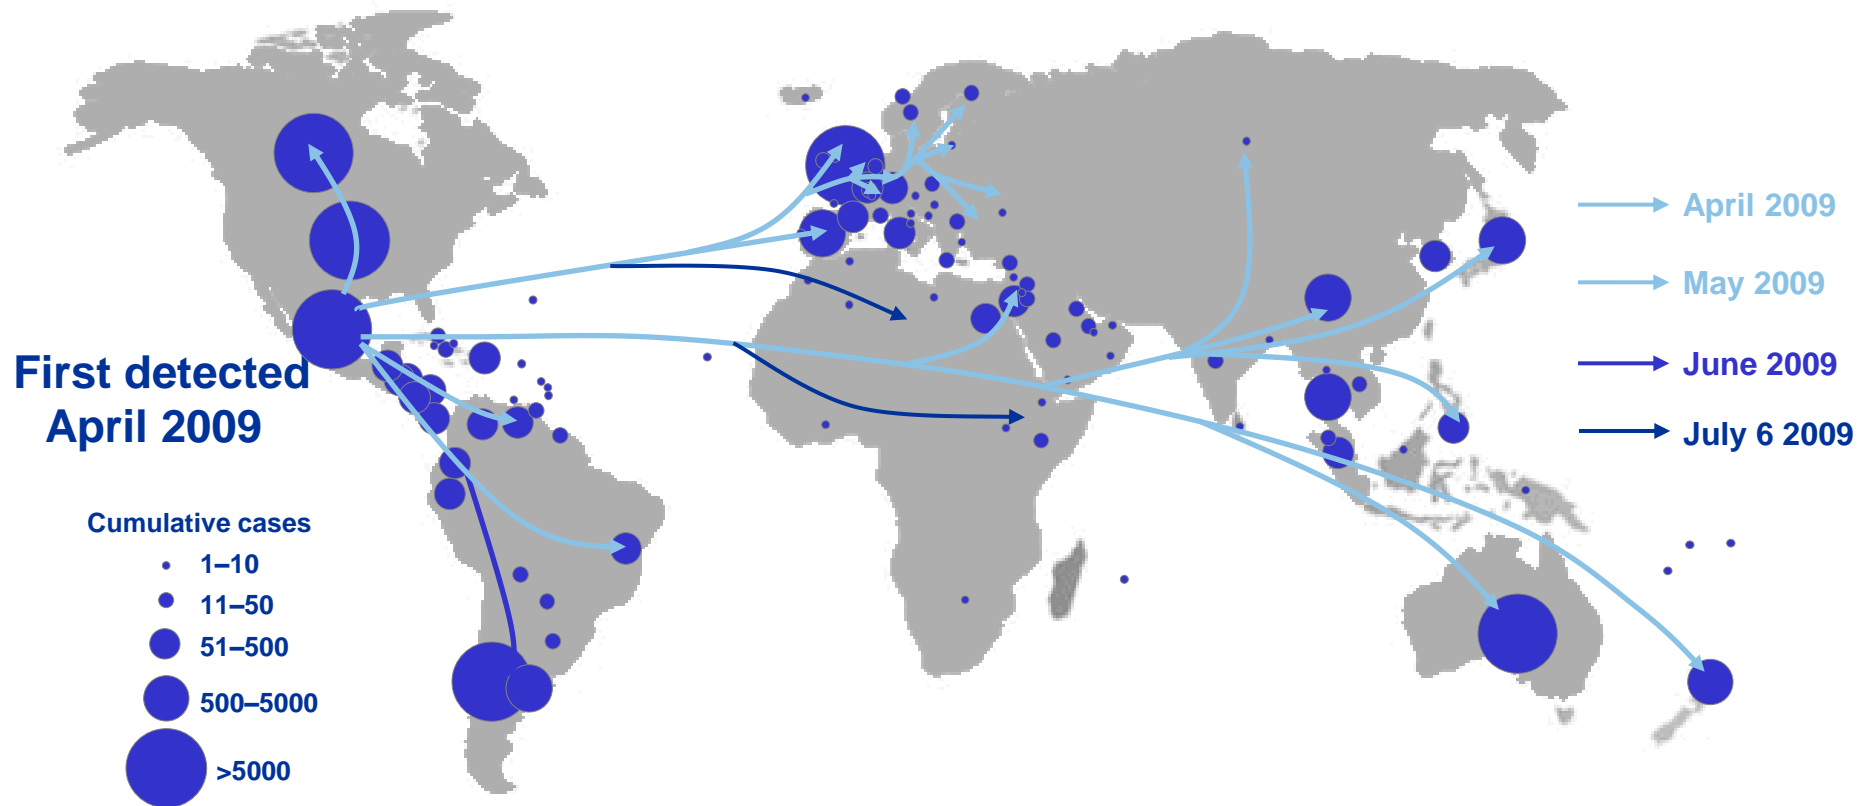 First detected
April 2009
Cumulative cases
1–10
11–50
51–500
500–5000
>5000
April 2009
May 2009
June 2009
July 6 2009